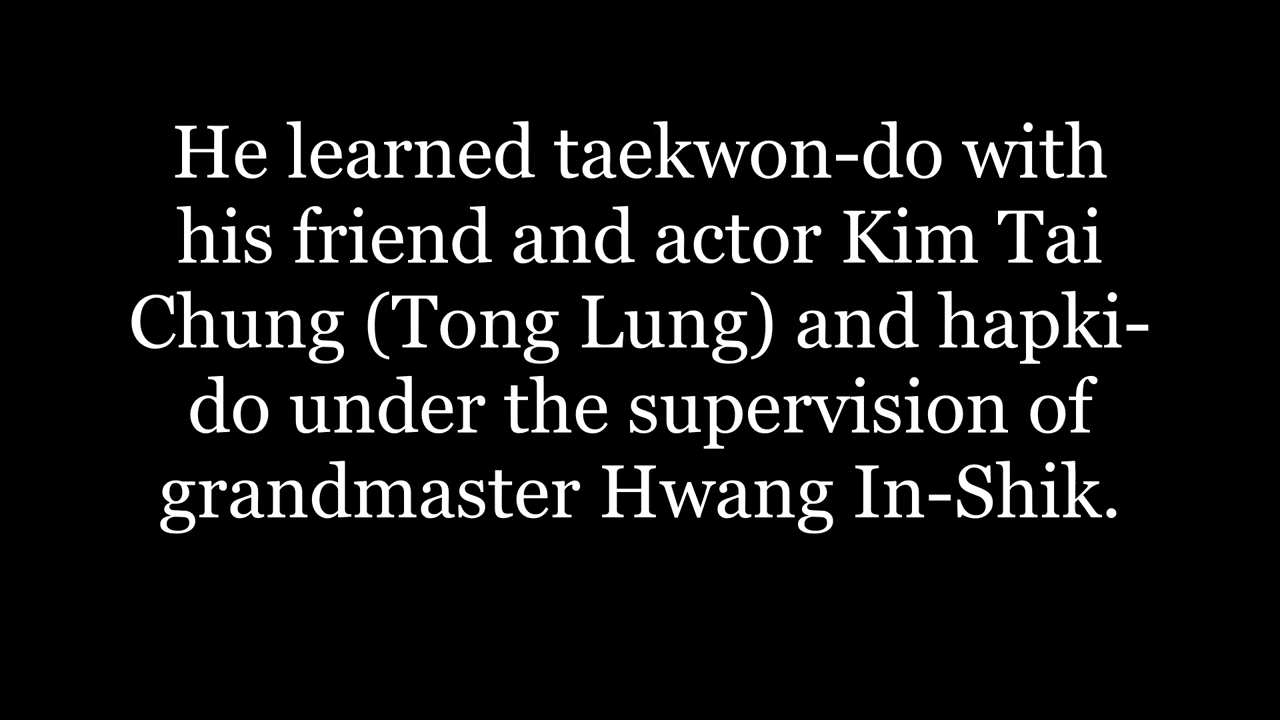 He learned taekwon-do with
his friend and actor Kim Tai
Chung (Tong Lung) and hapki-
do under the supervision of
grandmaster Hwang In-Shik.